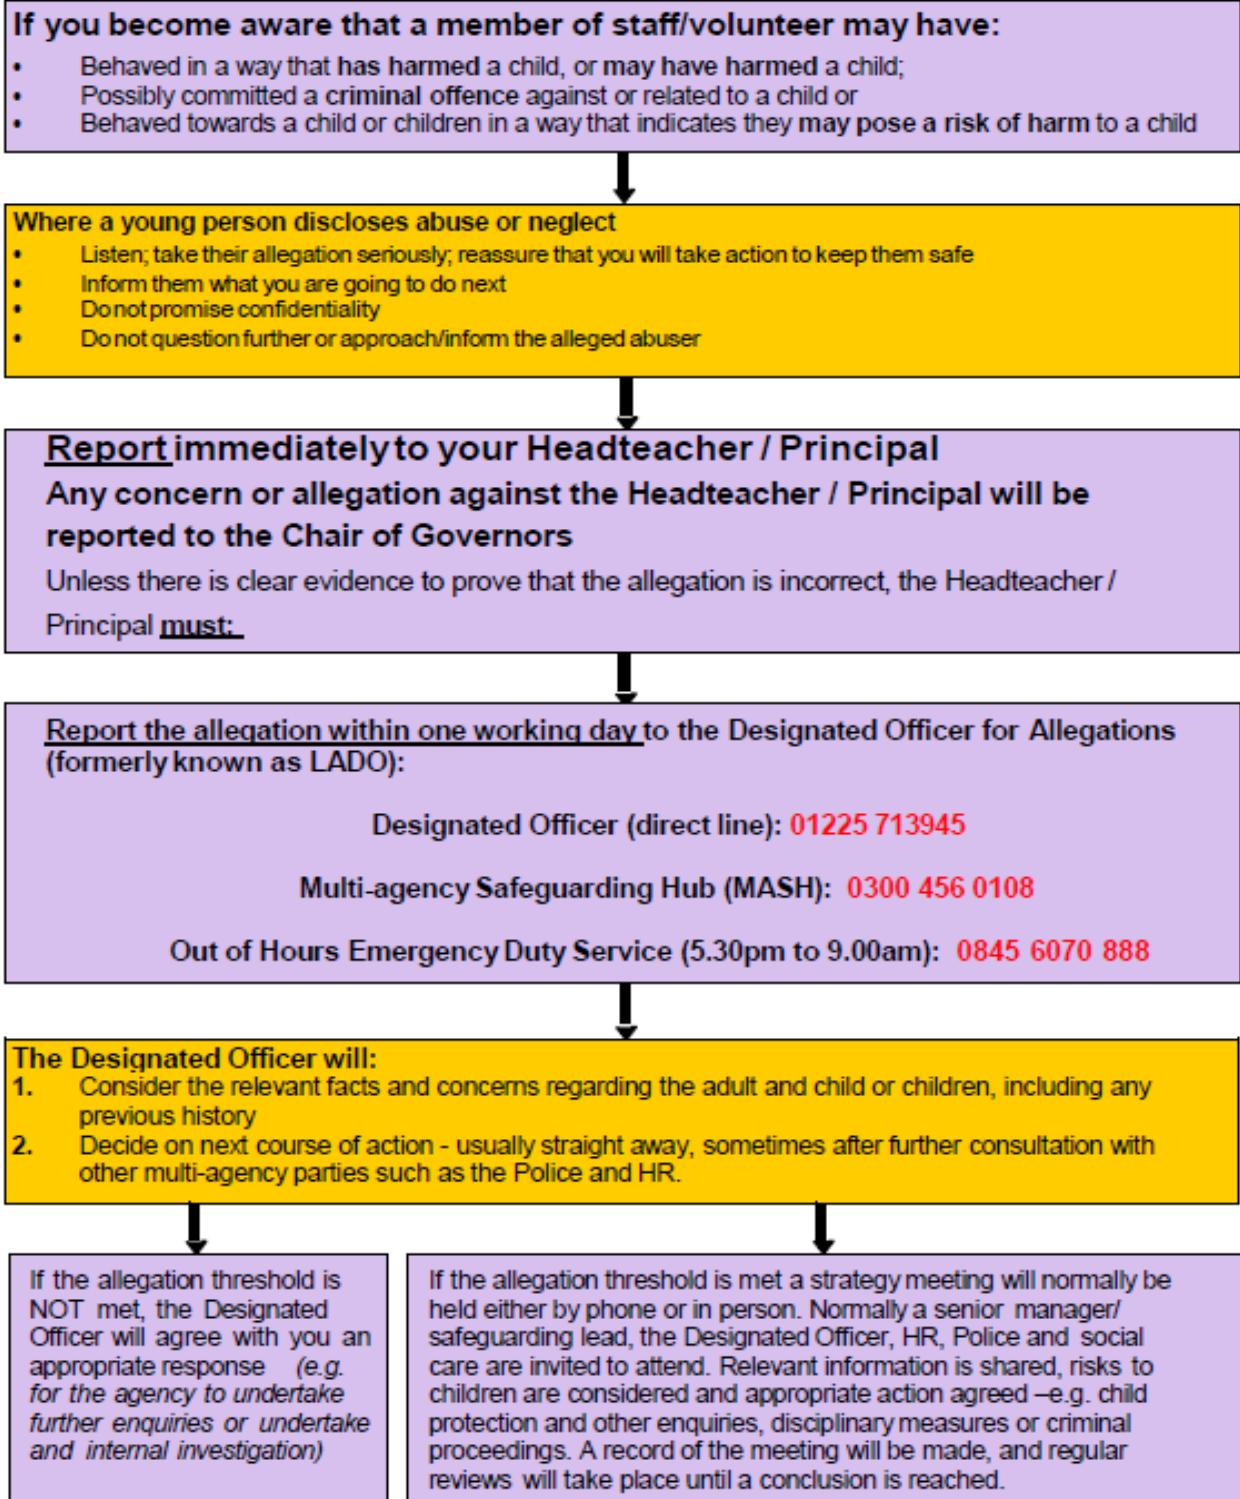 If you become aware that a member of staff/volunteer may have:
• Behaved in a way that has harmed a child, or may have harmed a child;
• Possibly committed a criminal offence against or related to a child or
• Behaved towards a child or children in a way that indicates they may pose a risk of harm to a child
Where a young person discloses abuse or neglect
• Listen; take their allegation seriously; reassure that you will take action to keep them safe
• Inform them what you are going to do next
• Do not promise confidentiality
• Do not question further or approach/inform the alleged abuser
Report immediately to your Headteacher / Principal
Any concern or allegation against the Headteacher / Principal will be
reported to the Chair of Governors
Unless there is clear evidence to prove that the allegation is incorrect, the Headteacher /
Principal must:
Report the allegation within one working day to the Designated Officer for Allegations
(formerly known as LADO):
Designated Officer (direct line): 01225 713945
Multi-agency Safeguarding Hub (MASH): 0300 456 0108
Out of Hours Emergency Duty Service (5.30pm to 9.00am): 0845 6070 888
The Designated Officer will:
1. Consider the relevant facts and concerns regarding the adult and child or children, including any
previous history
2. Decide on next course of action - usually straight away, sometimes after further consultation with
other multi-agency parties such as the Police and HR.
If the allegation threshold is
NOT met, the Designated
Officer will agree with you an
appropriate response (e.g.
for the agency to undertake
further enquiries or undertake
and internal investigation)
If the allegation threshold is met a strategy meeting will normally be
held either by phone or in person. Normally a senior manager/
safeguarding lead, the Designated Officer, HR, Police and social
care are invited to attend. Relevant information is shared, risks to
children are considered and appropriate action agreed –e.g. child
protection and other enquiries, disciplinary measures or criminal
proceedings. A record of the meeting will be made, and regular
reviews will take place until a conclusion is reached.